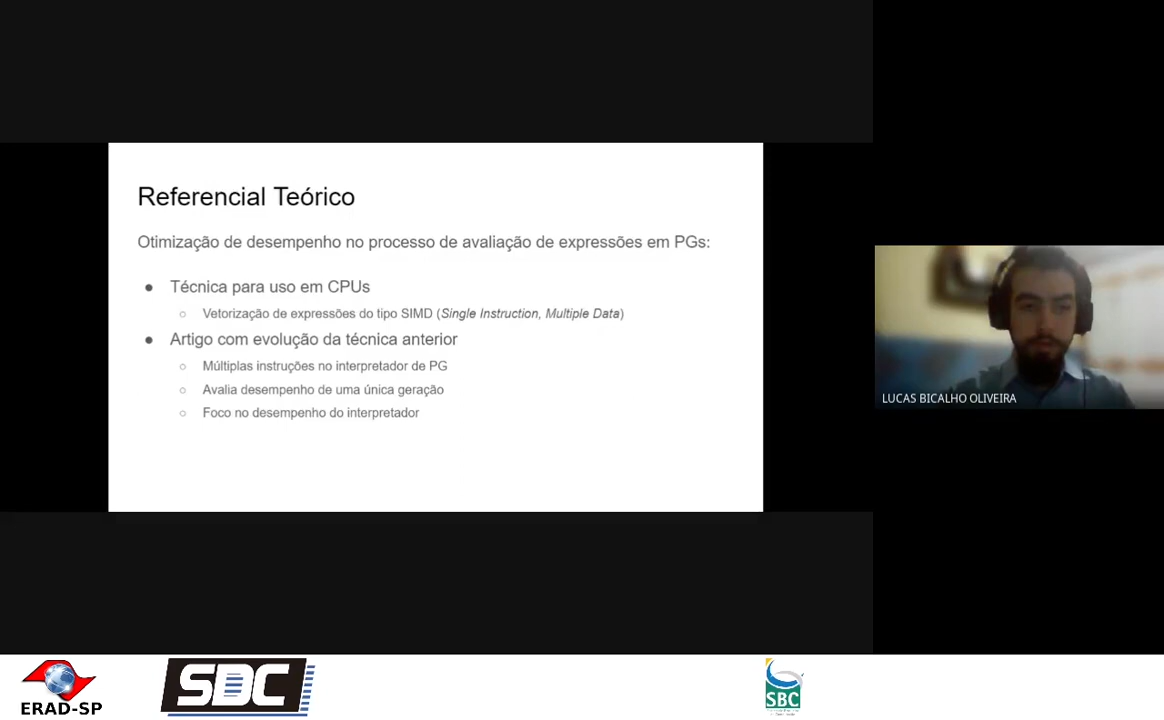 Referencial Teórico
Otimização de desempenho no processo de avaliação de expressões em PGs:
● Técnica para uso em CPUs
○ Vetorização de expressões do tipo SIMD (Single Instruction, Multiple Data)
● Artigo com evolução da técnica anterior
○ Múltiplas instruções no interpretador de PG
○ Avalia desempenho de uma única geração
○ Foco no desempenho do interpretador
LUCAS BICALHO OLIVEIRA
ERAD-SP
SBC
SBC